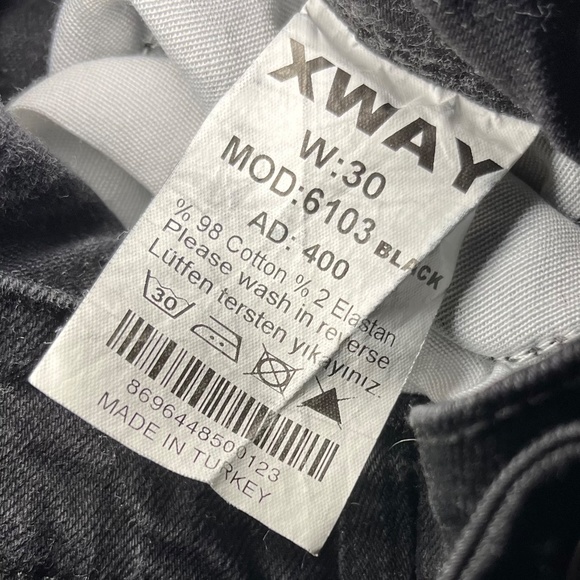 XWAY
W:30
MOD:6103 BLACK
AD: 400
% 98 Cotton % 2 Elastan
Please wash in reverse
Lütfen tersten yıkayınız.
30
8696448500123
MADE IN TURKEY